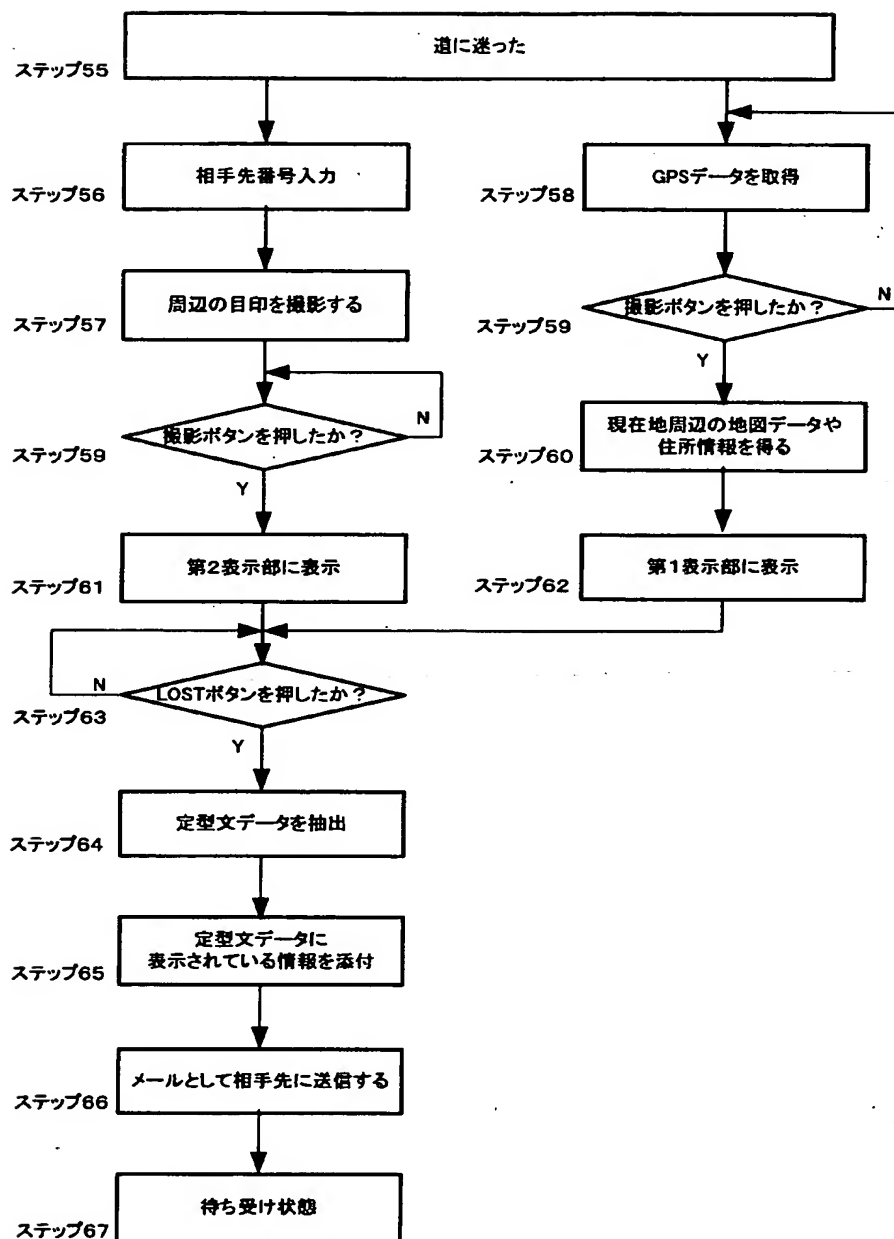 道に迷った
ステップ55
相手先番号入力
ステップ56
GPSデータを取得
ステップ58
周辺の目印を撮影する
ステップ57
撮影ボタンを押したか?
N
ステップ59
Y
撮影ボタンを押したか?
N
ステップ59
Y
現在地周辺の地図データや
住所情報を得る
ステップ60
第2表示部に表示
ステップ61
第1表示部に表示
ステップ62
N
LOSTボタンを押したか?
ステップ63
Y
定型文データを抽出
ステップ64
定型文データに
表示されている情報を添付
ステップ65
メールとして相手先に送信する
ステップ66
待ち受け状態
ステップ67